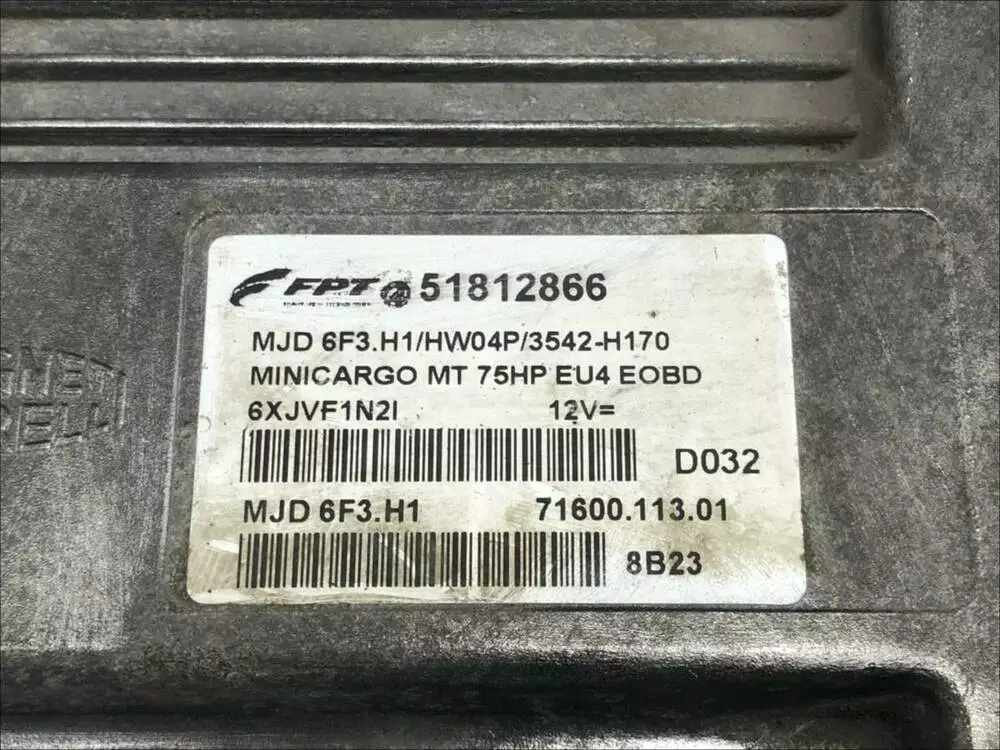 FPT 51812866
MJD 6F3.H1/HW04P/3542-H170
MINICARGO MT 75HP EU4 EOBD
6XJVF1N2I 12V=
D032
MJD 6F3.H1 71600.113.01
8B23